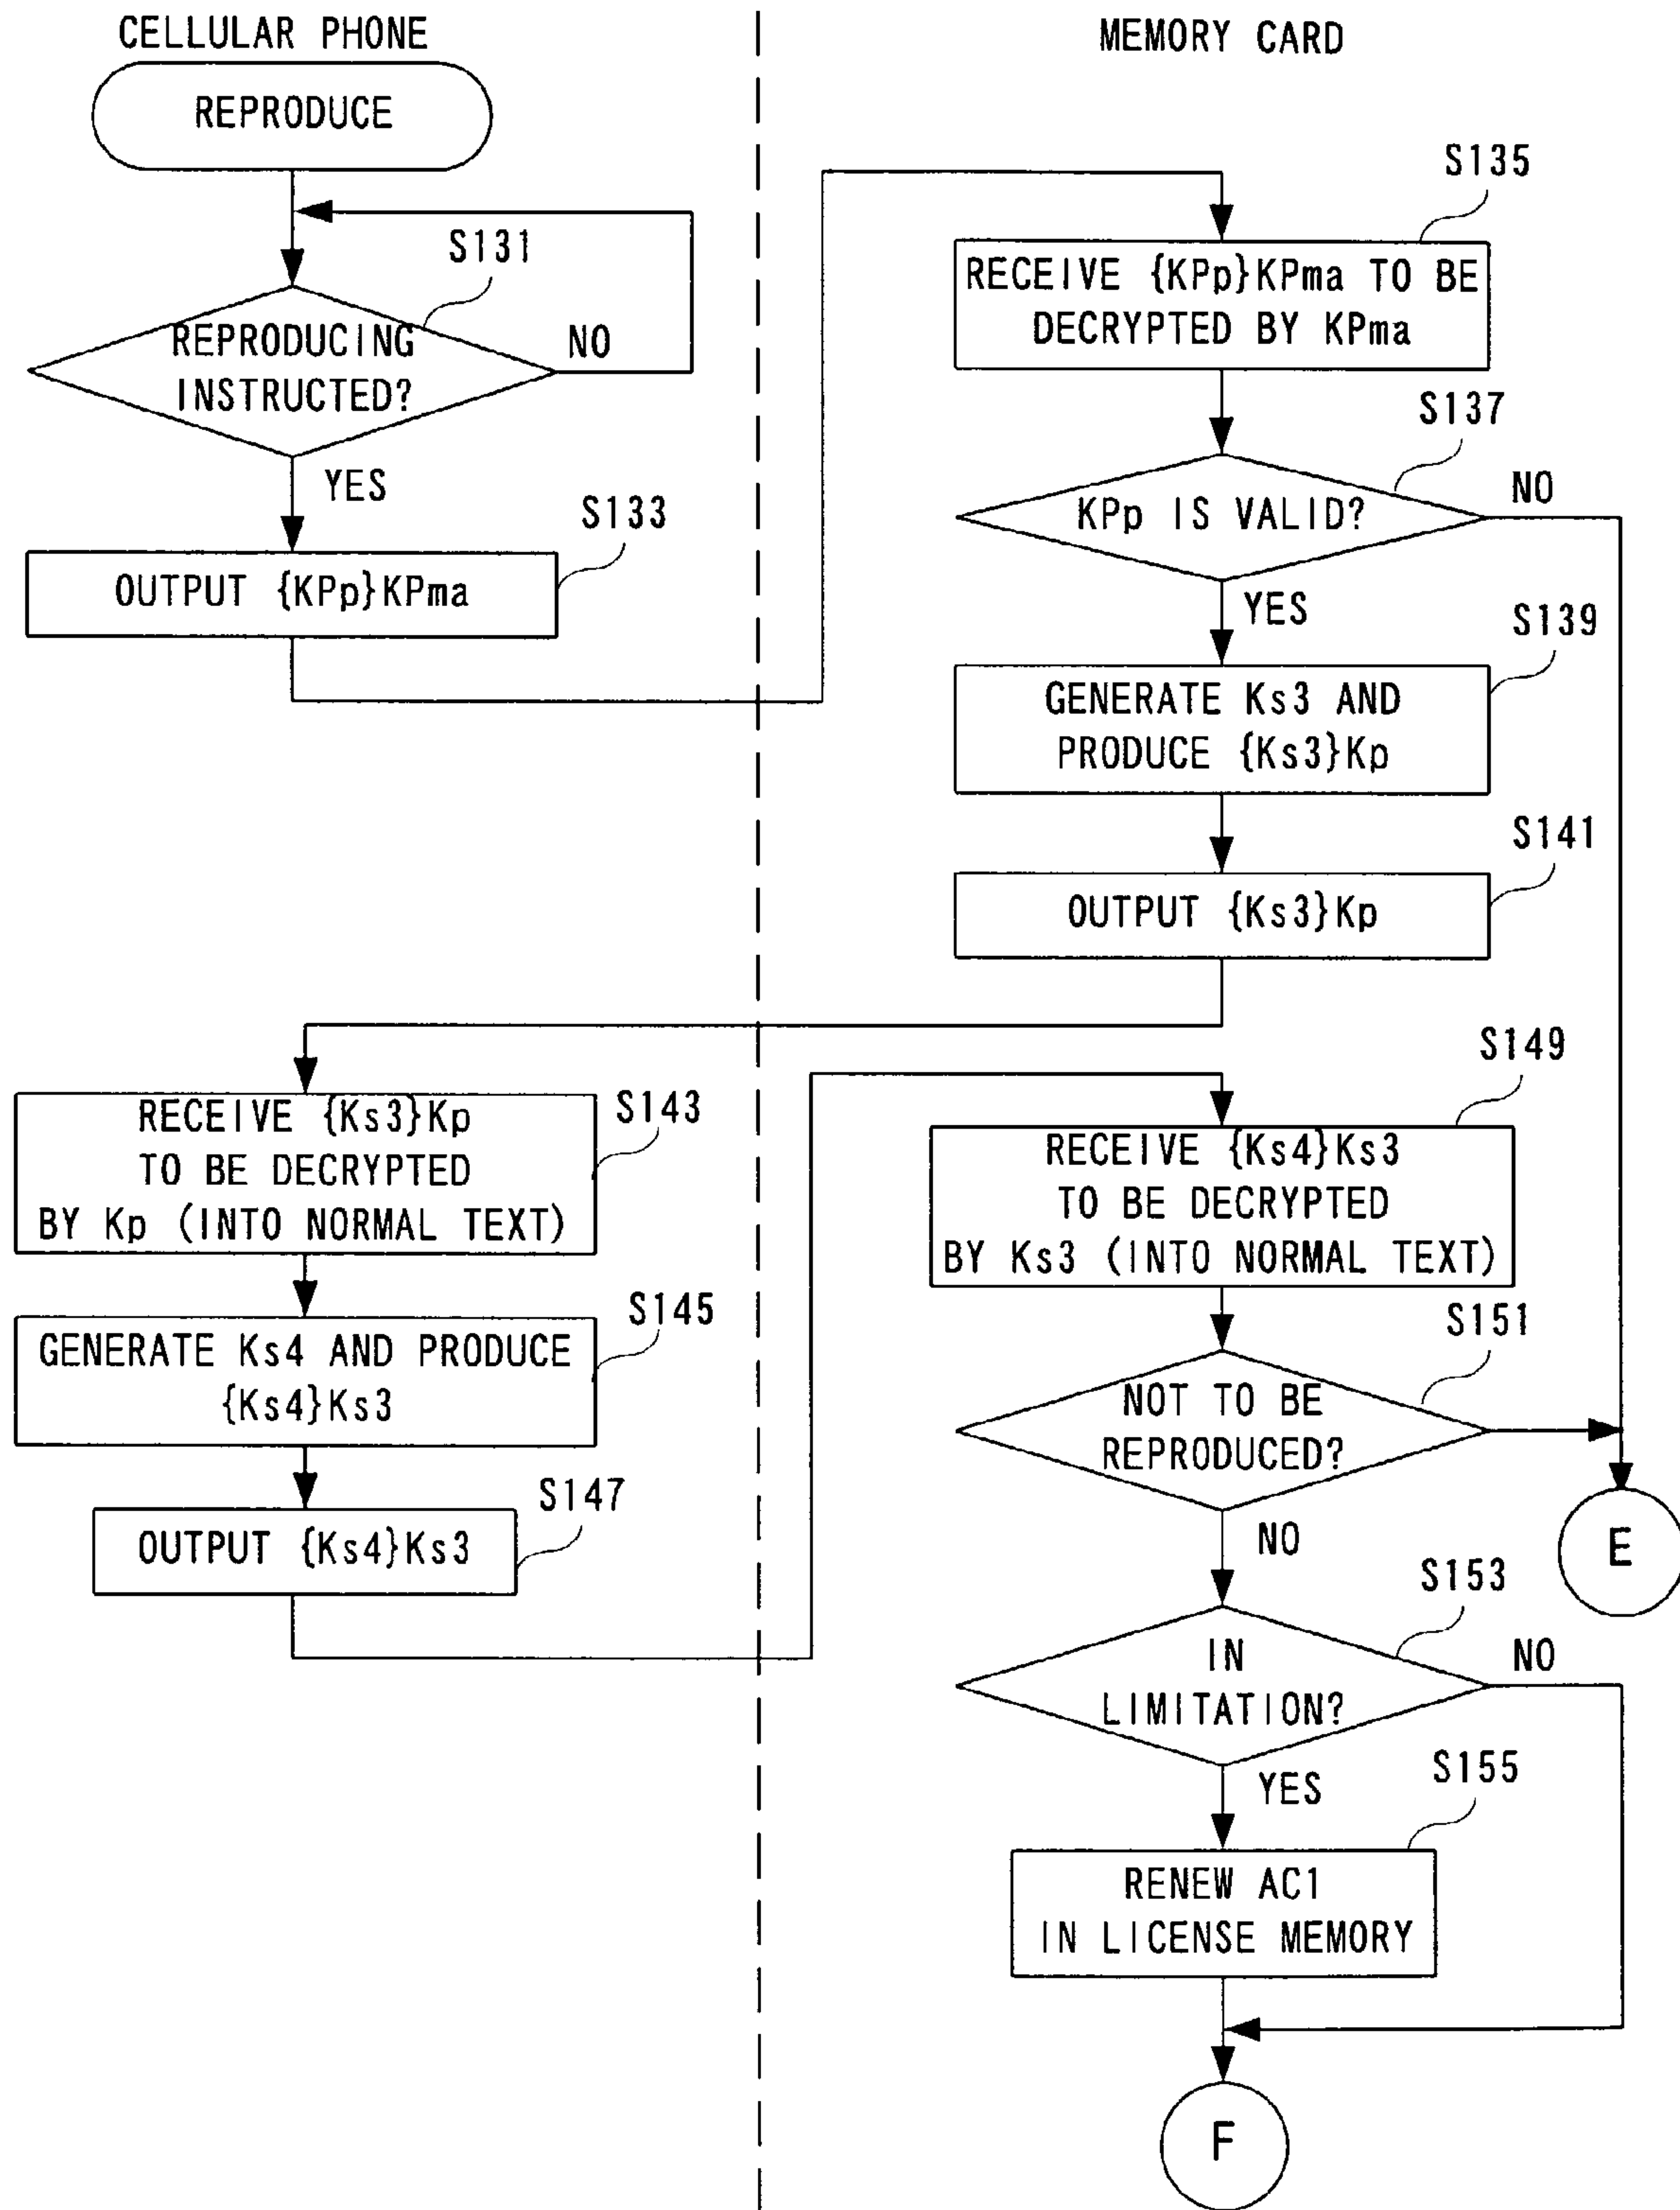 CELLULAR PHONE
MEMORY CARD
REPRODUCE
S131
REPRODUCING
INSTRUCTED?
NO
YES
S133
OUTPUT {KPp}KPma
S135
RECEIVE {KPp}KPma TO BE
DECRYPTED BY KPma
S137
KPp IS VALID?
NO
YES
S139
GENERATE Ks3 AND
PRODUCE {Ks3}Kp
S141
OUTPUT {Ks3}Kp
S143
RECEIVE {Ks3}Kp
TO BE DECRYPTED
BY Kp (INTO NORMAL TEXT)
S145
GENERATE Ks4 AND PRODUCE
{Ks4}Ks3
S147
OUTPUT {Ks4}Ks3
S149
RECEIVE {Ks4}Ks3
TO BE DECRYPTED
BY Ks3 (INTO NORMAL TEXT)
S151
NOT TO BE
REPRODUCED?
NO
E
S153
IN
LIMITATION?
NO
YES
S155
RENEW AC1
IN LICENSE MEMORY
F